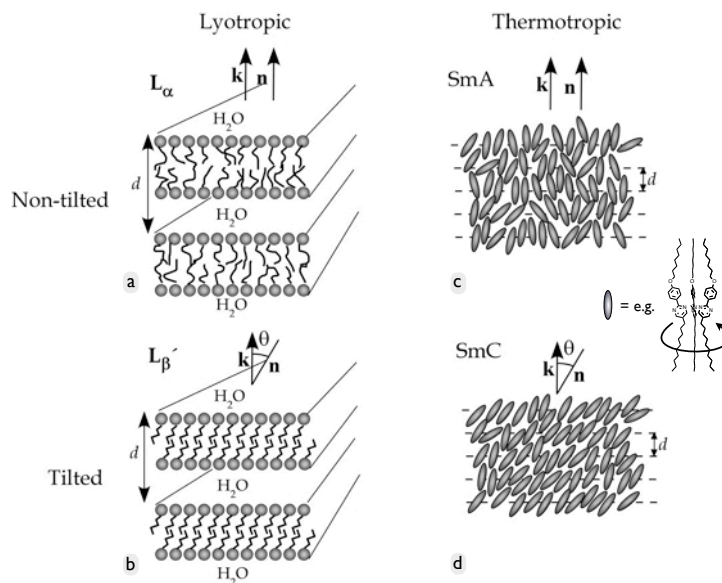 Lyotropic
Thermotropic
Non-tilted
Tilted
Lα
k n
H₂O
d
H₂O
H₂O
a
SmA
k n
d
c
= e.g.
O O O
N N N N
Lβ´
k θ n
H₂O
d
H₂O
H₂O
b
SmC
k θ n
d
d